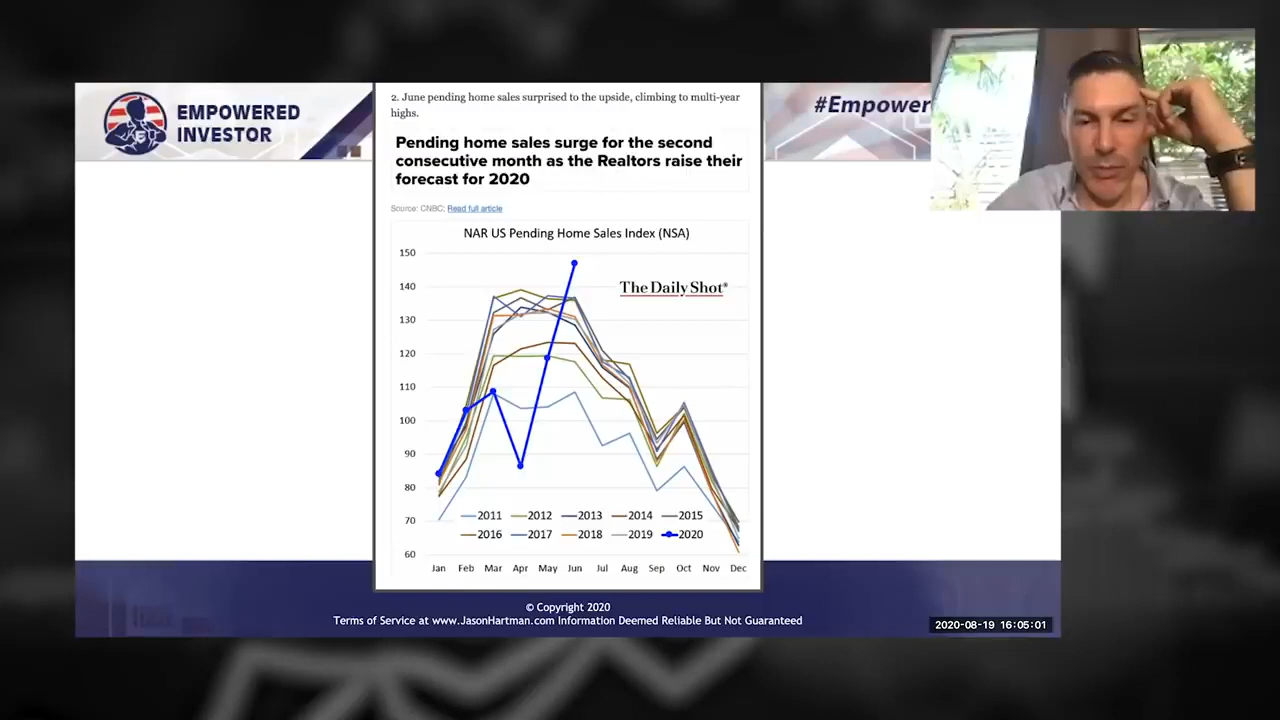 EMPOWERED
INVESTOR
#Empower
2. June pending home sales surprised to the upside, climbing to multi-year
highs.
Pending home sales surge for the second
consecutive month as the Realtors raise their
forecast for 2020
Source: CNBC; Read full article
NAR US Pending Home Sales Index (NSA)
The Daily Shot®
150
140
130
120
110
100
90
80
70
60
2011 2012 2013 2014 2015
2016 2017 2018 2019 2020
Jan Feb Mar Apr May Jun Jul Aug Sep Oct Nov Dec
© Copyright 2020
Terms of Service at www.JasonHartman.com Information Deemed Reliable But Not Guaranteed
2020-08-19 16:05:01